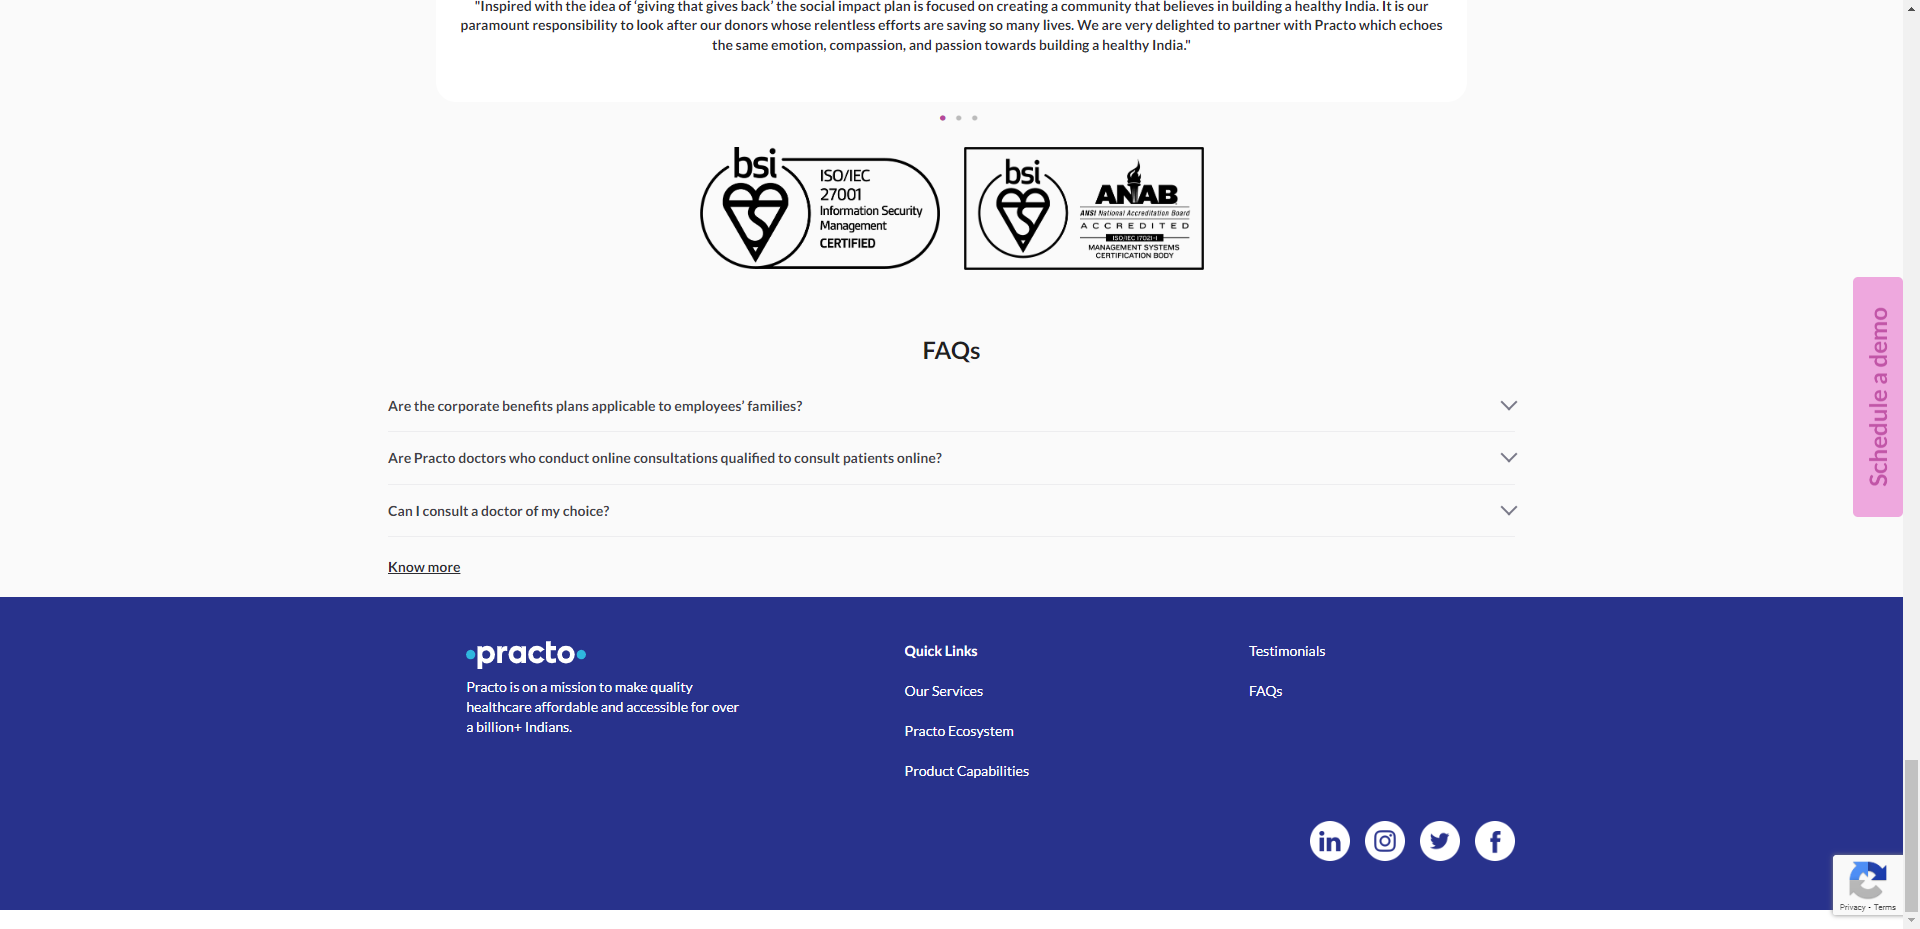 "Inspired with the idea of ‘giving that gives back’ the social impact plan is focused on creating a community that believes in building a healthy India. It is our
paramount responsibility to look after our donors whose relentless efforts are saving so many lives. We are very delighted to partner with Practo which echoes
the same emotion, compassion, and passion towards building a healthy India."
bsi
ISO/IEC
27001
Information Security
Management
CERTIFIED
bsi
ANAB
ANSI National Accreditation Board
ACCREDITED
ISO/IEC 17021-1
MANAGEMENT SYSTEMS
CERTIFICATION BODY
Schedule a demo
FAQs
Are the corporate benefits plans applicable to employees’ families?
Are Practo doctors who conduct online consultations qualified to consult patients online?
Can I consult a doctor of my choice?
Know more
practo
Practo is on a mission to make quality
healthcare affordable and accessible for over
a billion+ Indians.
Quick Links
Our Services
Practo Ecosystem
Product Capabilities
Testimonials
FAQs
in
f
Privacy - Terms